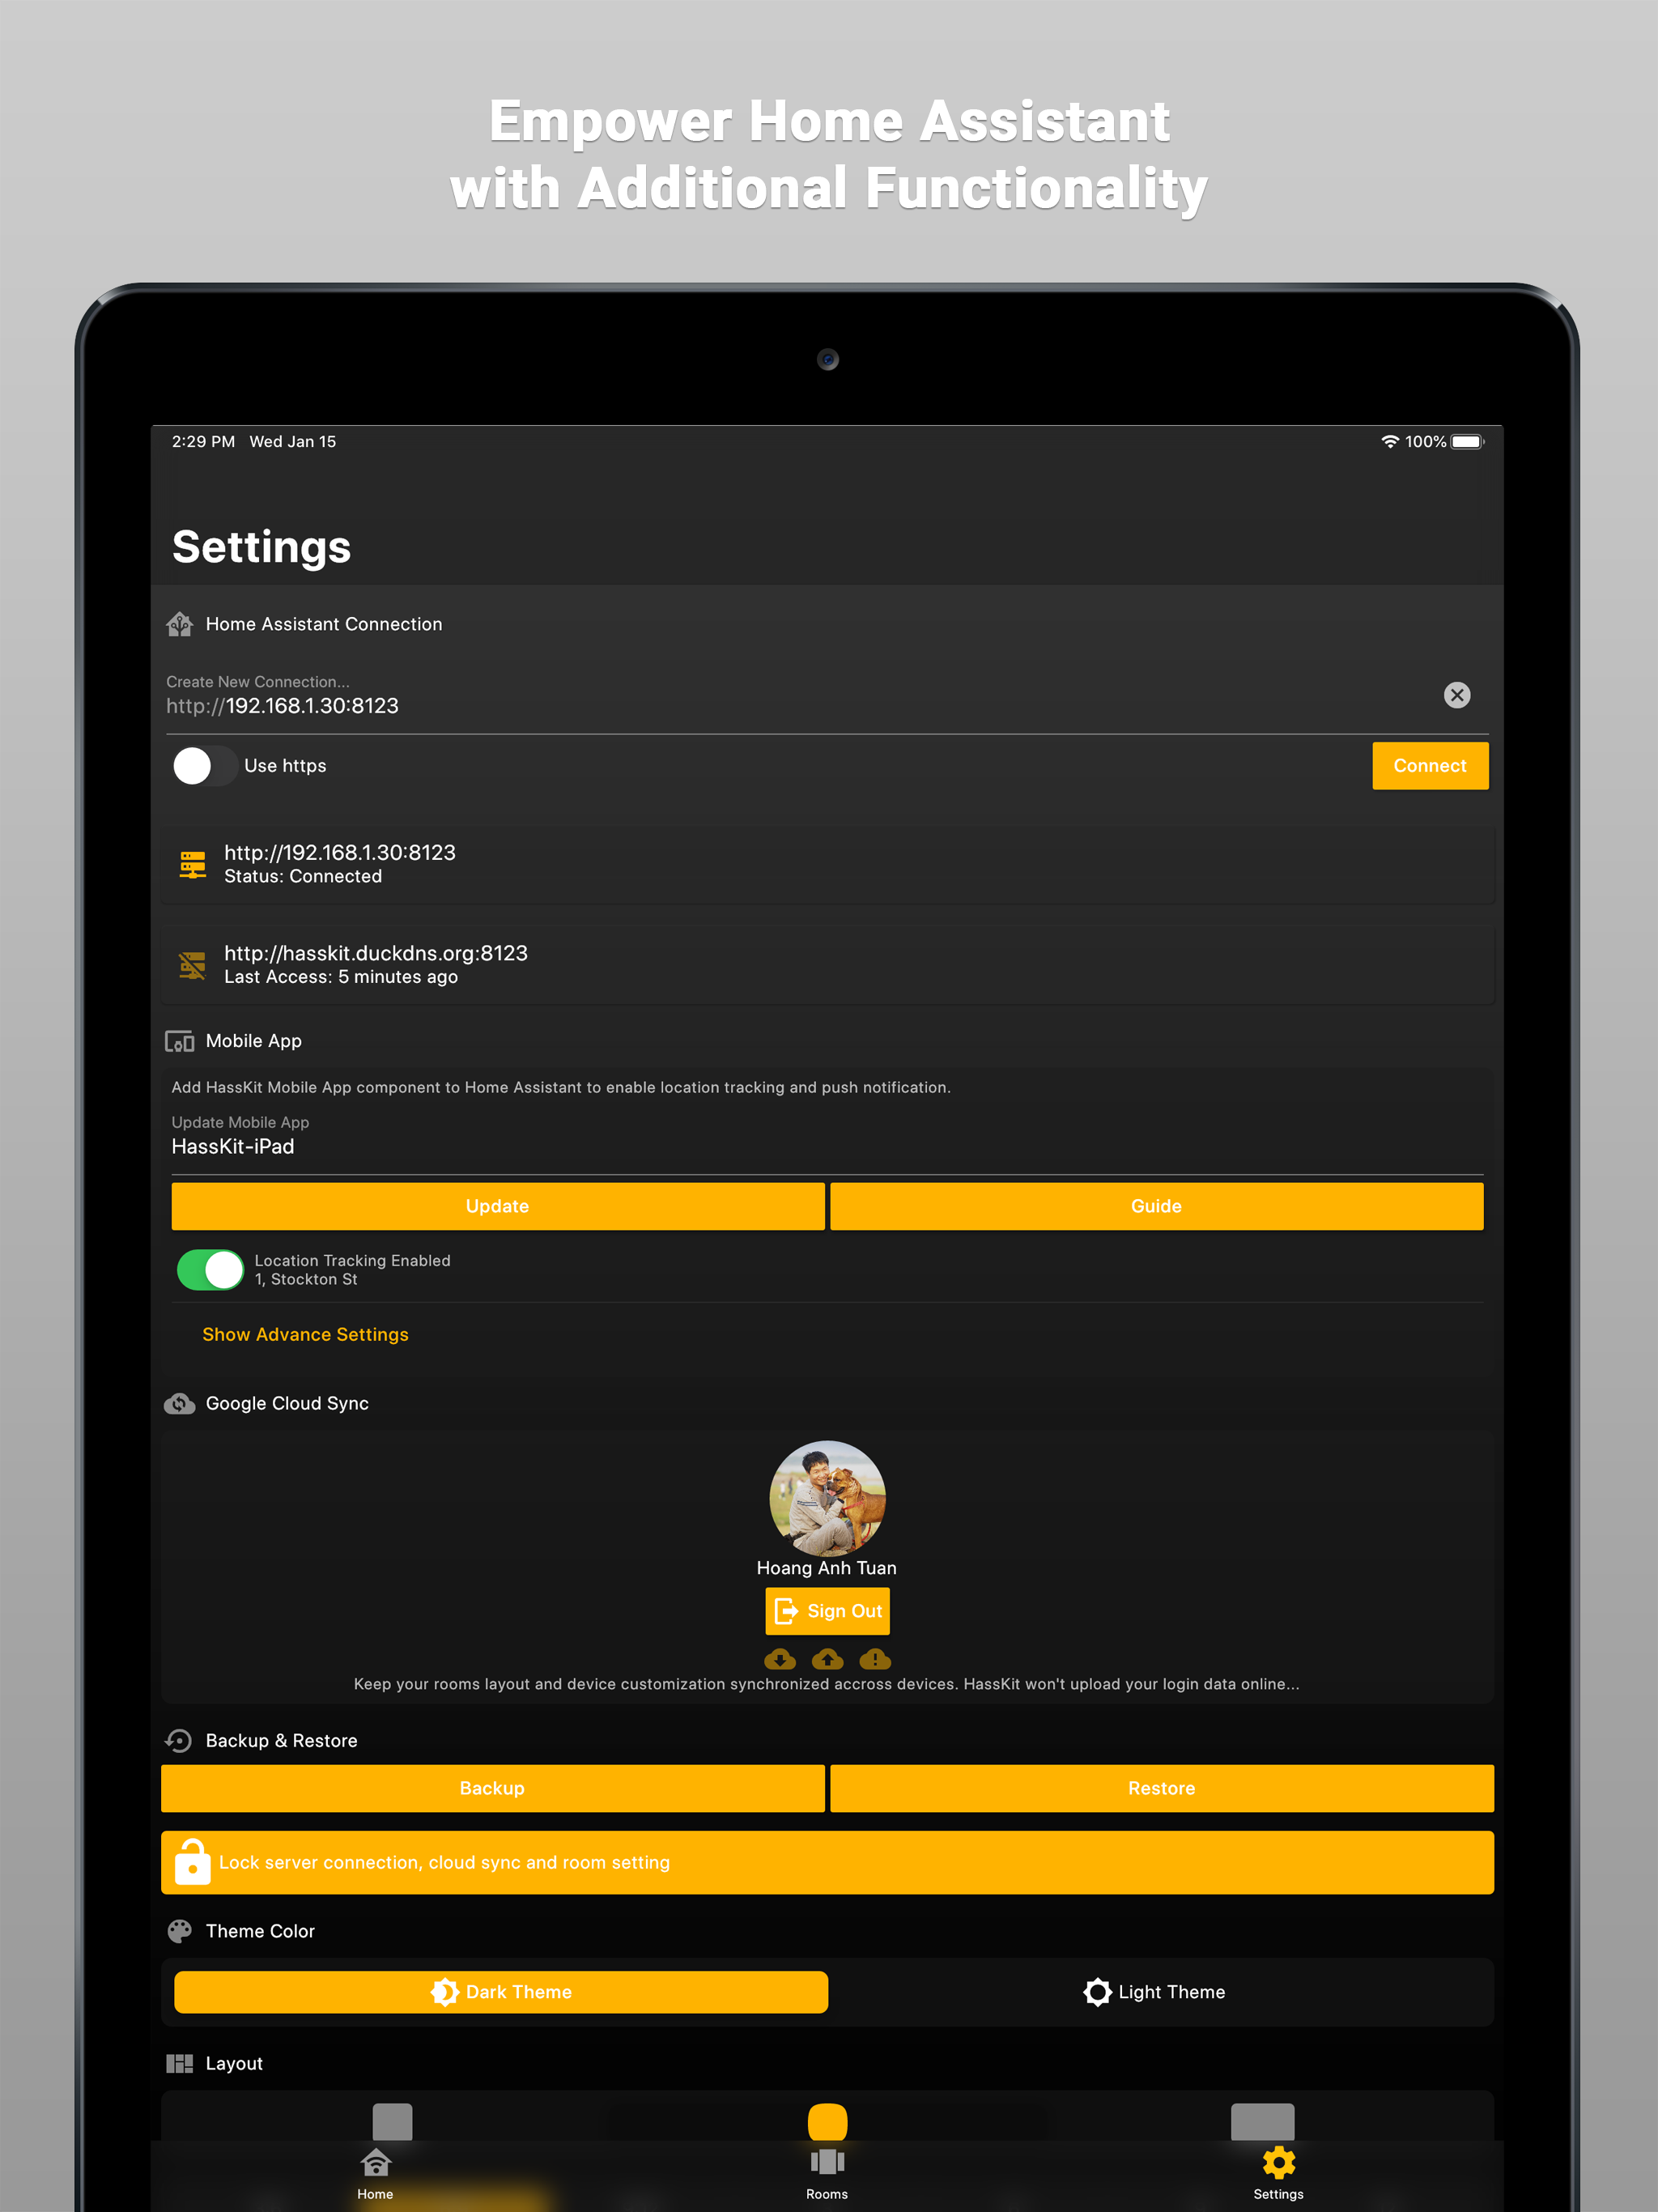 Empower Home Assistant
with Additional Functionality
2:29 PM Wed Jan 15
100%
Settings
Home Assistant Connection
Create New Connection...
http://192.168.1.30:8123
Use https
Connect
http://192.168.1.30:8123
Status: Connected
http://hasskit.duckdns.org:8123
Last Access: 5 minutes ago
Mobile App
Add HassKit Mobile App component to Home Assistant to enable location tracking and push notification.
Update Mobile App
HassKit-iPad
Update
Guide
Location Tracking Enabled
1, Stockton St
Show Advance Settings
Google Cloud Sync
Hoang Anh Tuan
Sign Out
Keep your rooms layout and device customization synchronized accross devices. HassKit won't upload your login data online...
Backup & Restore
Backup
Restore
Lock server connection, cloud sync and room setting
Theme Color
Dark Theme
Light Theme
Layout
Home
Rooms
Settings